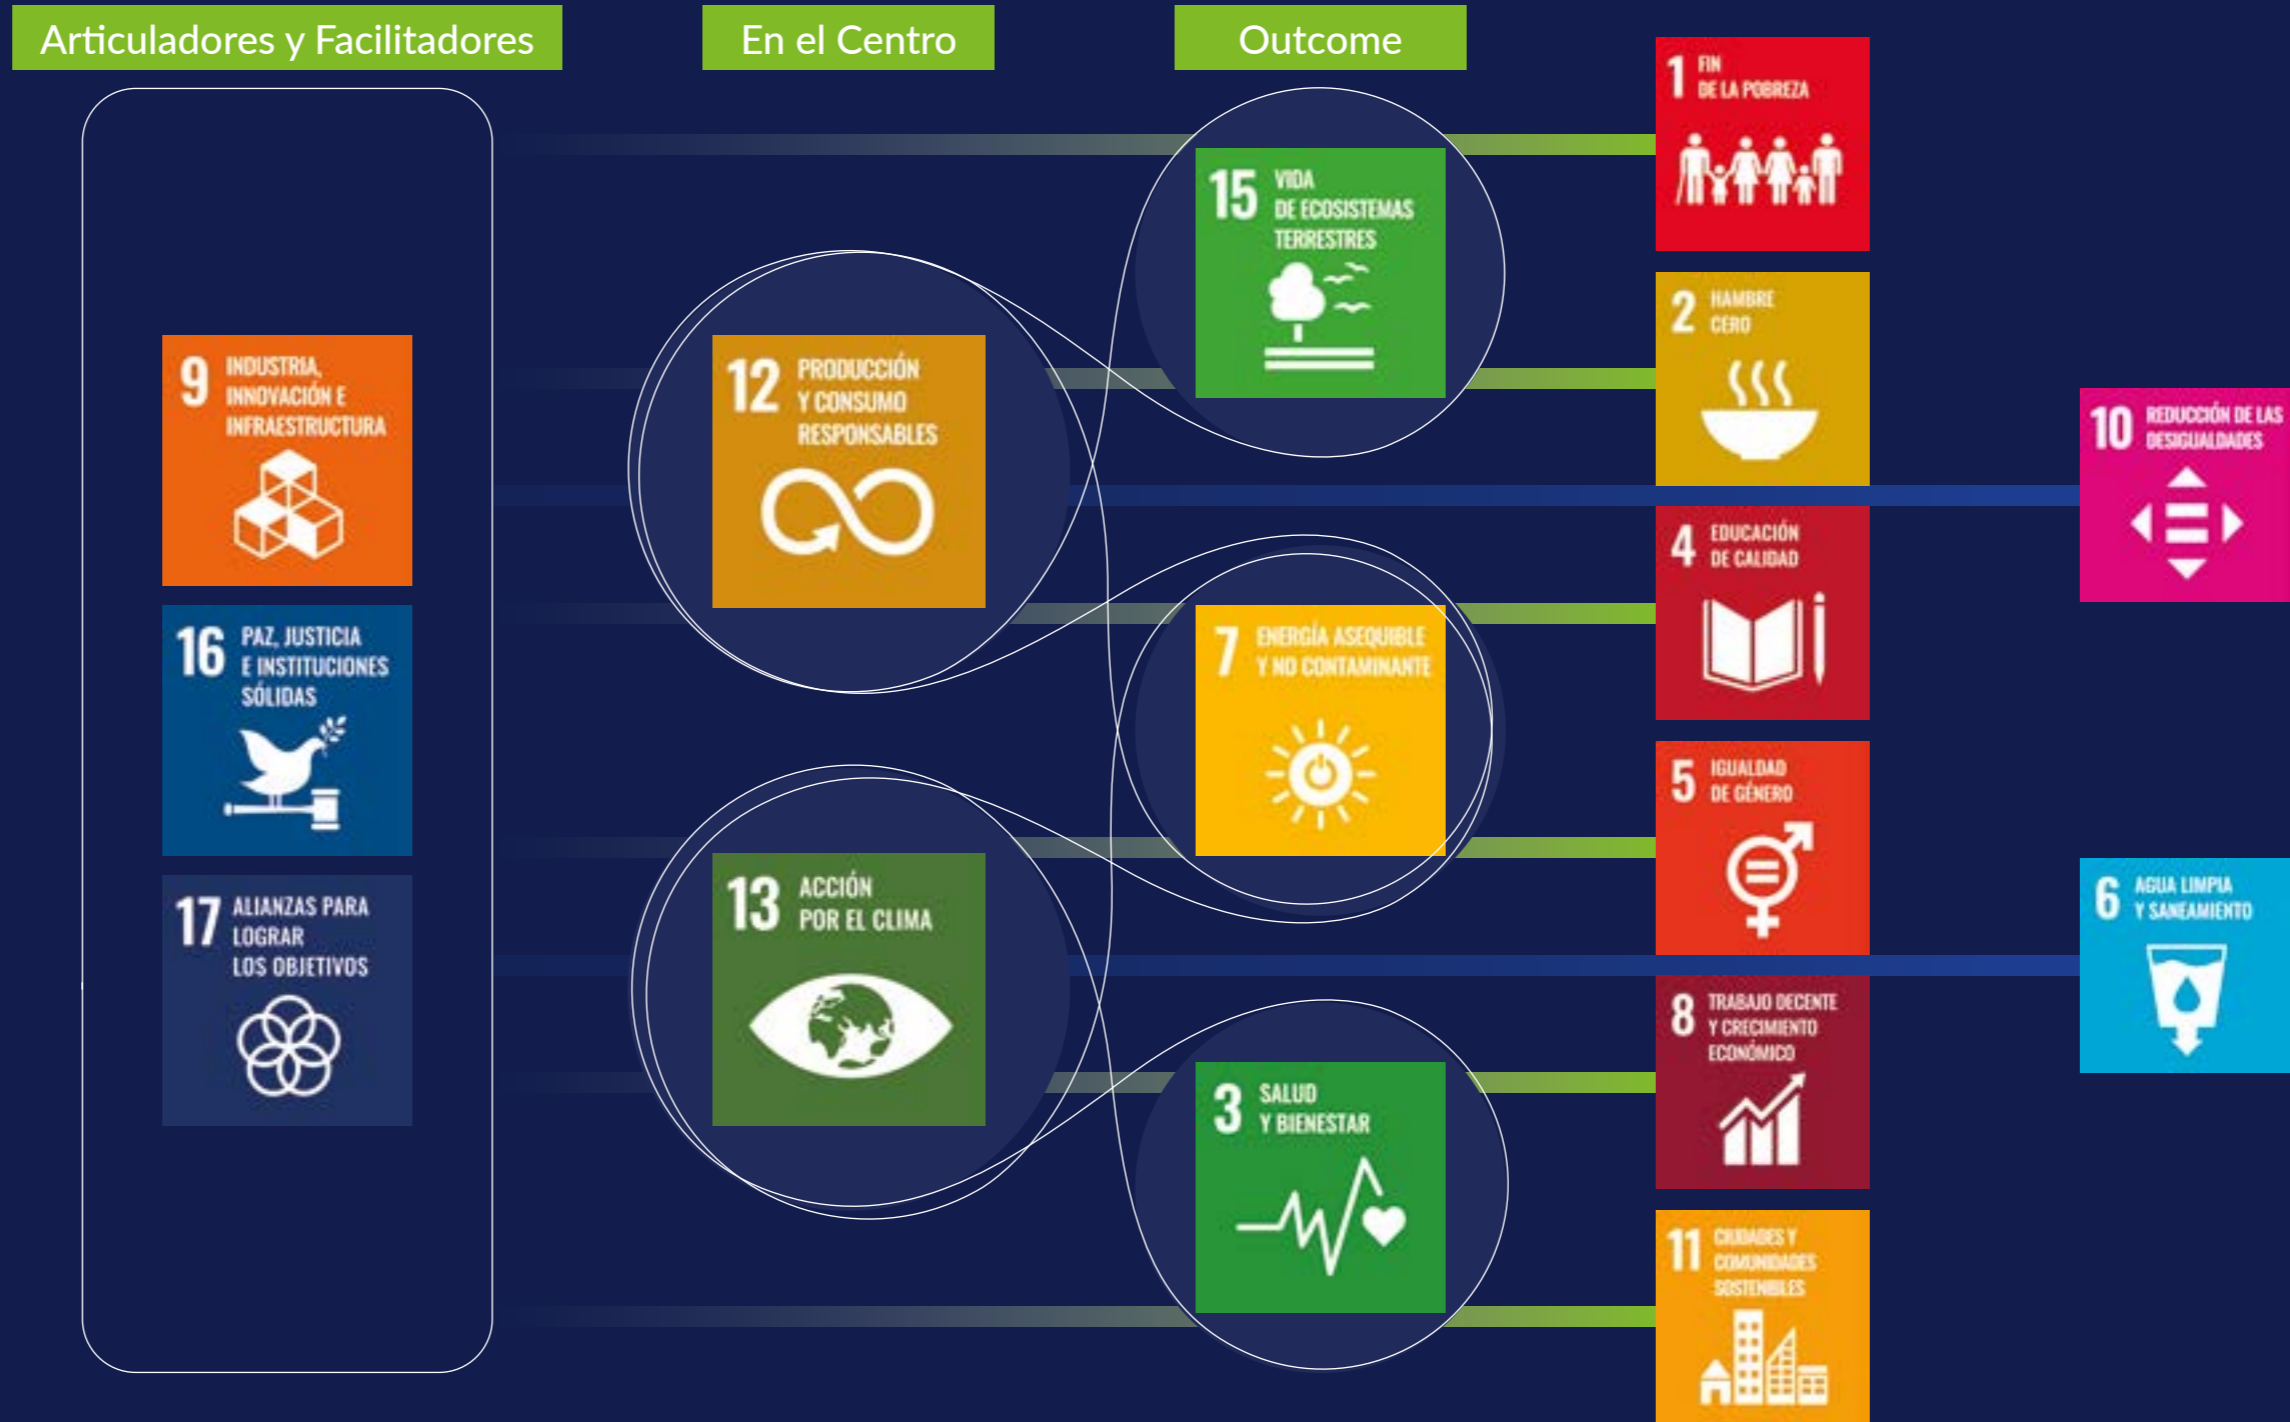 Articuladores y Facilitadores
En el Centro
Outcome
9 INDUSTRIA,
INNOVACIÓN E
INFRAESTRUCTURA
16 PAZ, JUSTICIA
E INSTITUCIONES
SÓLIDAS
17 ALIANZAS PARA
LOGRAR
LOS OBJETIVOS
12 PRODUCCIÓN
Y CONSUMO
RESPONSABLES
13 ACCIÓN
POR EL CLIMA
15 VIDA
DE ECOSISTEMAS
TERRESTRES
7 ENERGÍA ASEQUIBLE
Y NO CONTAMINANTE
3 SALUD
Y BIENESTAR
1 FIN
DE LA POBREZA
2 HAMBRE
CERO
4 EDUCACIÓN
DE CALIDAD
5 IGUALDAD
DE GÉNERO
8 TRABAJO DECENTE
Y CRECIMIENTO
ECONÓMICO
11 CIUDADES Y
COMUNIDADES
SOSTENIBLES
10 REDUCCIÓN DE LAS
DESIGUALDADES
6 AGUA LIMPIA
Y SANEAMIENTO